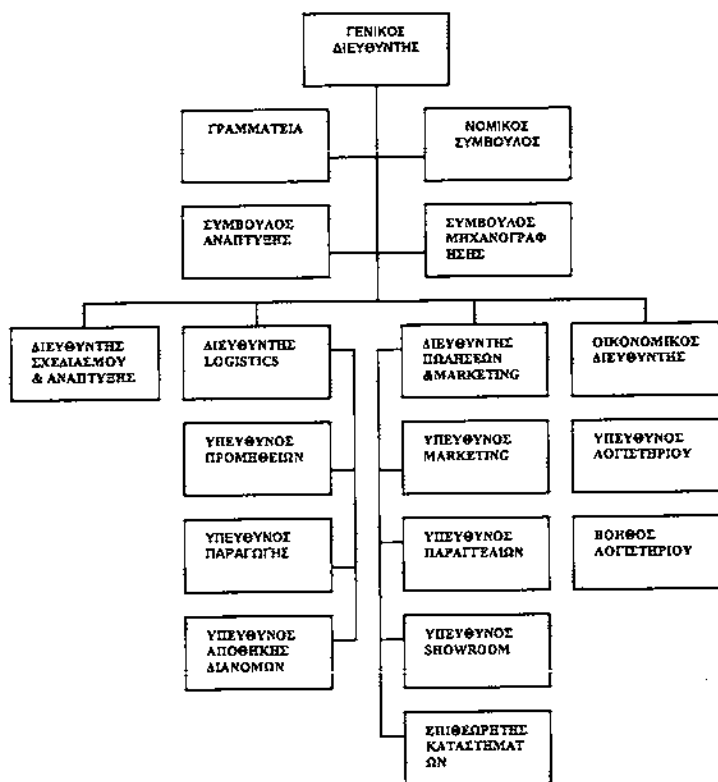 ΓΕΝΙΚΟΣ
ΔΙΕΥΘΥΝΤΗΣ
ΓΡΑΜΜΑΤΕΙΑ
ΝΟΜΙΚΟΣ
ΣΥΜΒΟΥΛΟΣ
ΣΥΜΒΟΥΛΟΣ
ΑΝΑΠΤΥΞΗΣ
ΣΥΜΒΟΥΛΟΣ
ΜΗΧΑΝΟΓΡΑΦ
ΗΣΗΣ
ΔΙΕΥΘΥΝΤΗΣ
ΣΧΕΔΙΑΣΜΟΥ
& ΑΝΑΠΤΥΞΗΣ
ΔΙΕΥΘΥΝΤΗΣ
LOGISTICS
ΔΙΕΥΘΥΝΤΗΣ
ΠΩΛΗΣΕΩΝ
&MARKETING
ΟΙΚΟΝΟΜΙΚΟΣ
ΔΙΕΥΘΥΝΤΗΣ
ΥΠΕΥΘΥΝΟΣ
ΠΡΟΜΗΘΕΙΩΝ
ΥΠΕΥΘΥΝΟΣ
MARKETING
ΥΠΕΥΘΥΝΟΣ
ΛΟΓΙΣΤΗΡΙΟΥ
ΥΠΕΥΘΥΝΟΣ
ΠΑΡΑΓΩΓΗΣ
ΥΠΕΥΘΥΝΟΣ
ΠΑΡΑΓΓΕΛΙΩΝ
ΒΟΗΘΟΣ
ΛΟΓΙΣΤΗΡΙΟΥ
ΥΠΕΥΘΥΝΟΣ
ΑΠΟΘΗΚΗΣ
ΔΙΑΝΟΜΩΝ
ΥΠΕΥΘΥΝΟΣ
SHOWROOM
ΕΠΙΘΕΩΡΗΤΗΣ
ΚΑΤΑΣΤΗΜΑΤ
ΩΝ